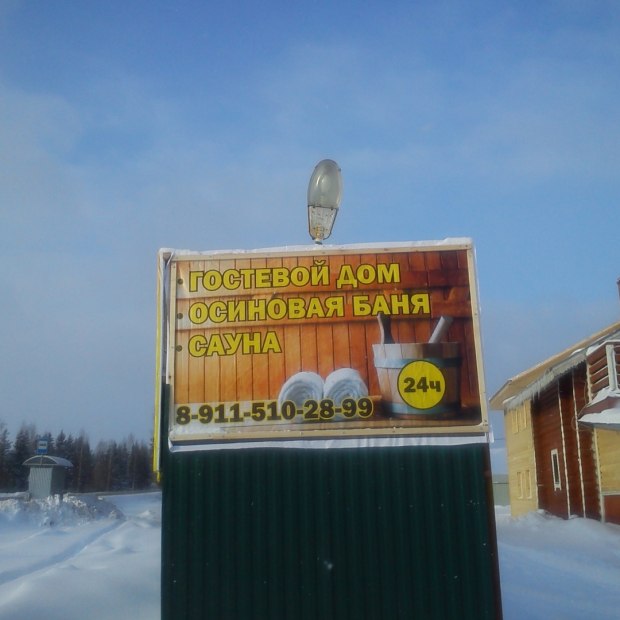 • ГОСТЕВОЙ ДОМ
• ОСИНОВАЯ БАНЯ
• САУНА
24ч
8-911-510-28-99